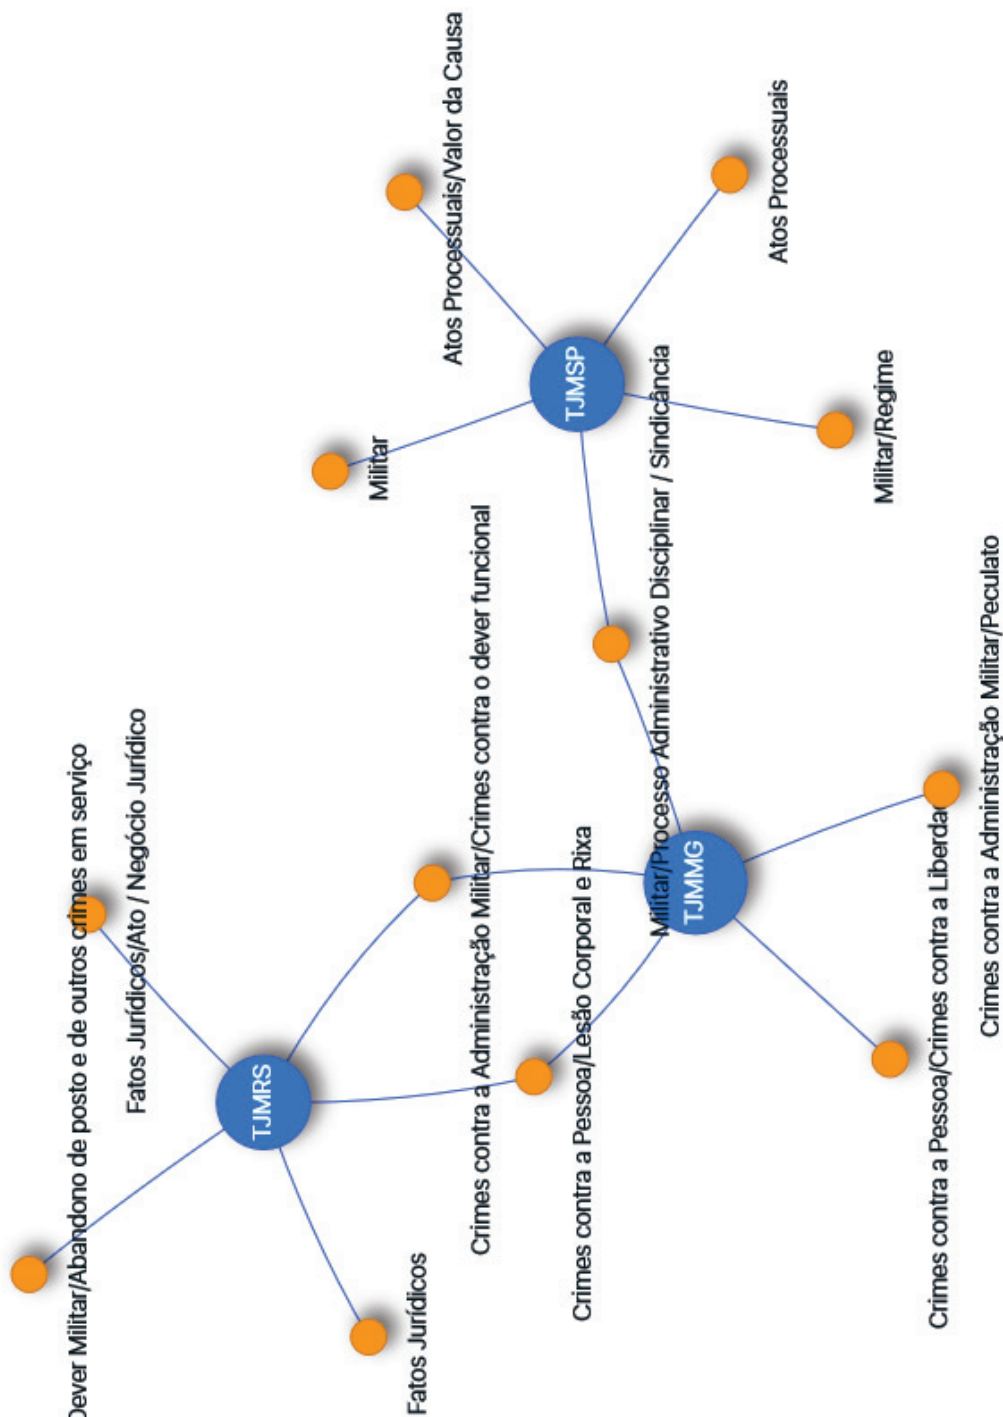 Dever Militar/Abandono de posto e de outros crimes em serviço
Fatos Jurídicos/Ato / Negócio Jurídico
TJMRS
Fatos Jurídicos
Crimes contra a Administração Militar/Crimes contra o dever funcional
Crimes contra a Pessoa/Lesão Corporal e Rixa
Militar
Atos Processuais/Valor da Causa
TJMSP
Atos Processuais
Militar/Regime
Militar/Processo Administrativo Disciplinar / Sindicância
TJMMG
Crimes contra a Pessoa/Crimes contra a Liberdad
Crimes contra a Administração Militar/Peculato